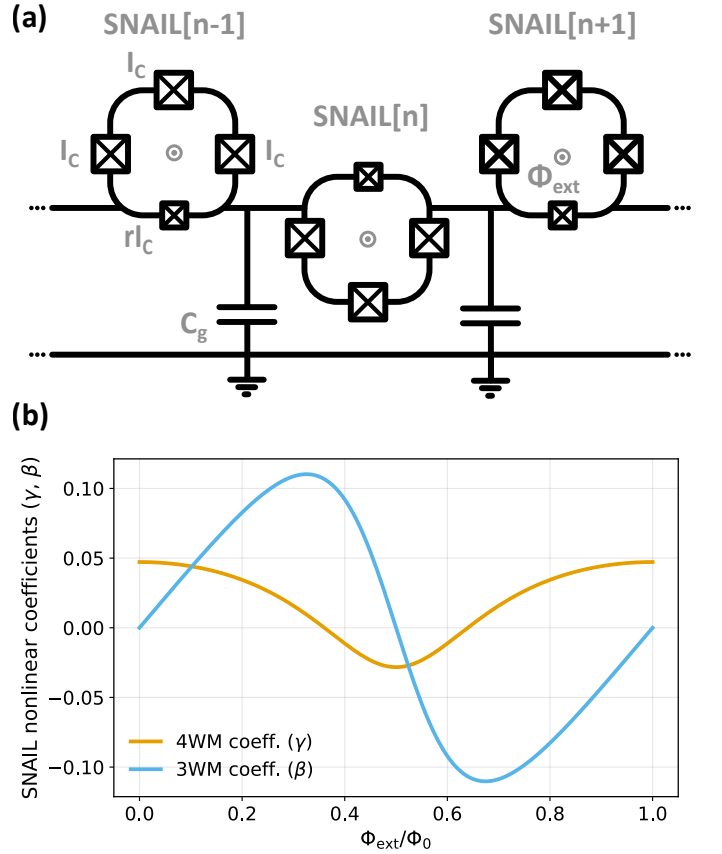 (a)
SNAIL[n-1]
SNAIL[n+1]
I_C
SNAIL[n]
I_C
I_C
Φ_ext
rI_C
...
...
C_g
...
...
(b)
SNAIL nonlinear coefficients (γ, β)
0.10
0.05
0.00
−0.05
−0.10
4WM coeff. (γ)
3WM coeff. (β)
0.0 0.2 0.4 0.6 0.8 1.0
Φ_ext/Φ_0